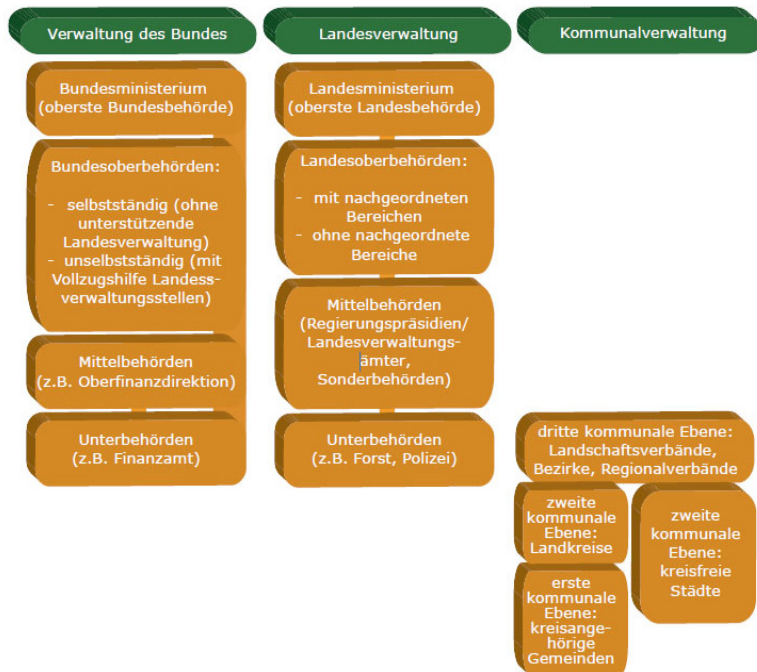 Verwaltung des Bundes
Bundesministerium
(oberste Bundesbehörde)
Bundesoberbehörden:
- selbstständig (ohne
unterstützende
Landesverwaltung)
- unselbstständig (mit
Vollzugshilfe Landess-
verwaltungsstellen)
Mittelbehörden
(z.B. Oberfinanzdirektion)
Unterbehörden
(z.B. Finanzamt)
Landesverwaltung
Landesministerium
(oberste Landesbehörde)
Landesoberbehörden:
- mit nachgeordneten
Bereichen
- ohne nachgeordnete
Bereiche
Mittelbehörden
(Regierungspräsidien/
Landesverwaltungs-
ämter,
Sonderbehörden)
Unterbehörden
(z.B. Forst, Polizei)
Kommunalverwaltung
dritte kommunale Ebene:
Landschaftsverbände,
Bezirke, Regionalverbände
zweite
kommunale
Ebene:
Landkreise
erste
kommunale
Ebene:
kreisange-
hörige
Gemeinden
zweite
kommunale
Ebene:
kreisfreie
Städte